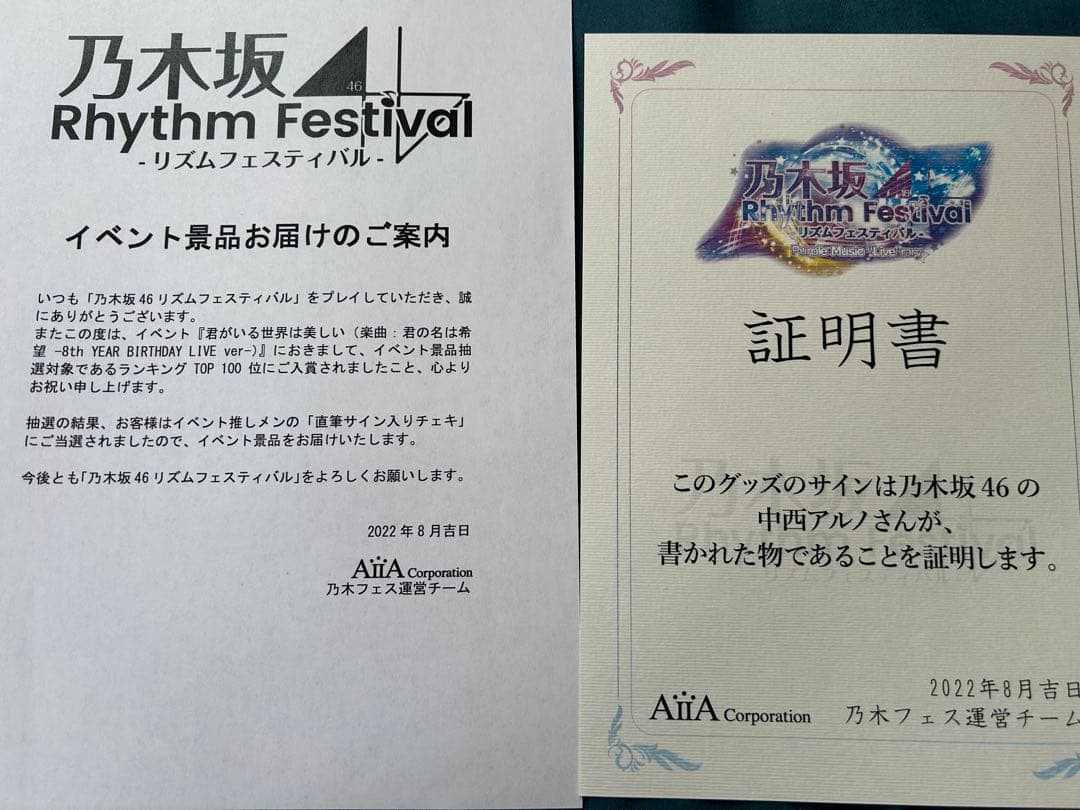 乃木坂46
Rhythm Festival
- リズムフェスティバル -
イベント景品お届けのご案内
いつも「乃木坂46リズムフェスティバル」をプレイしていただき、誠
にありがとうございます。
またこの度は、イベント『君がいる世界は美しい（楽曲：君の名は希
望 -8th YEAR BIRTHDAY LIVE ver-)』におきまして、イベント景品抽
選対象であるランキング TOP 100 位にご入賞されましたこと、心より
お祝い申し上げます。
抽選の結果、お客様はイベント推しメンの「直筆サイン入りチェキ」
にご当選されましたので、イベント景品をお届けいたします。
今後とも「乃木坂46リズムフェスティバル」をよろしくお願いします。
2022年8月吉日
AiiA Corporation
乃木フェス運営チーム
乃木坂46
Rhythm Festival
- リズムフェスティバル -
Purple Music "Live"rary
証明書
このグッズのサインは乃木坂46の
中西アルノさんが、
書かれた物であることを証明します。
2022年8月吉日
AiiA Corporation
乃木フェス運営チーム